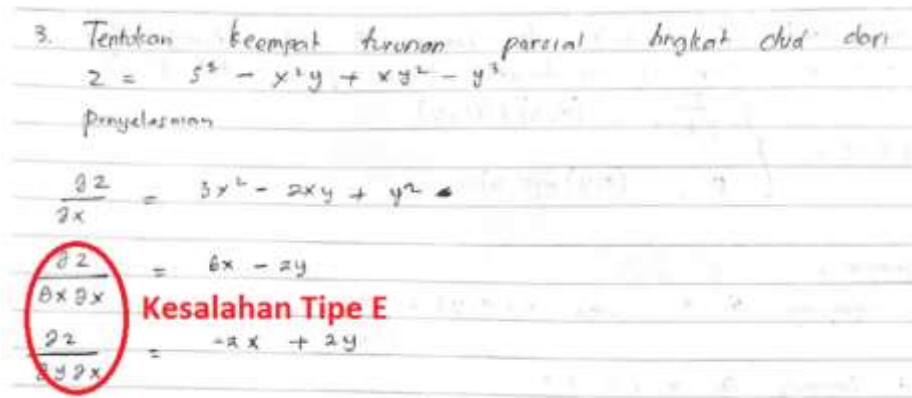 3. Tentukan keempat turunan parsial tingkat dua dari
z = 5³ - x²y + xy² - y³
Penyelesaian
∂z/∂x = 3x² - 2xy + y²
∂z/∂x∂x = 6x - 2y
Kesalahan Tipe E
∂z/∂y∂x = -2x + 2y